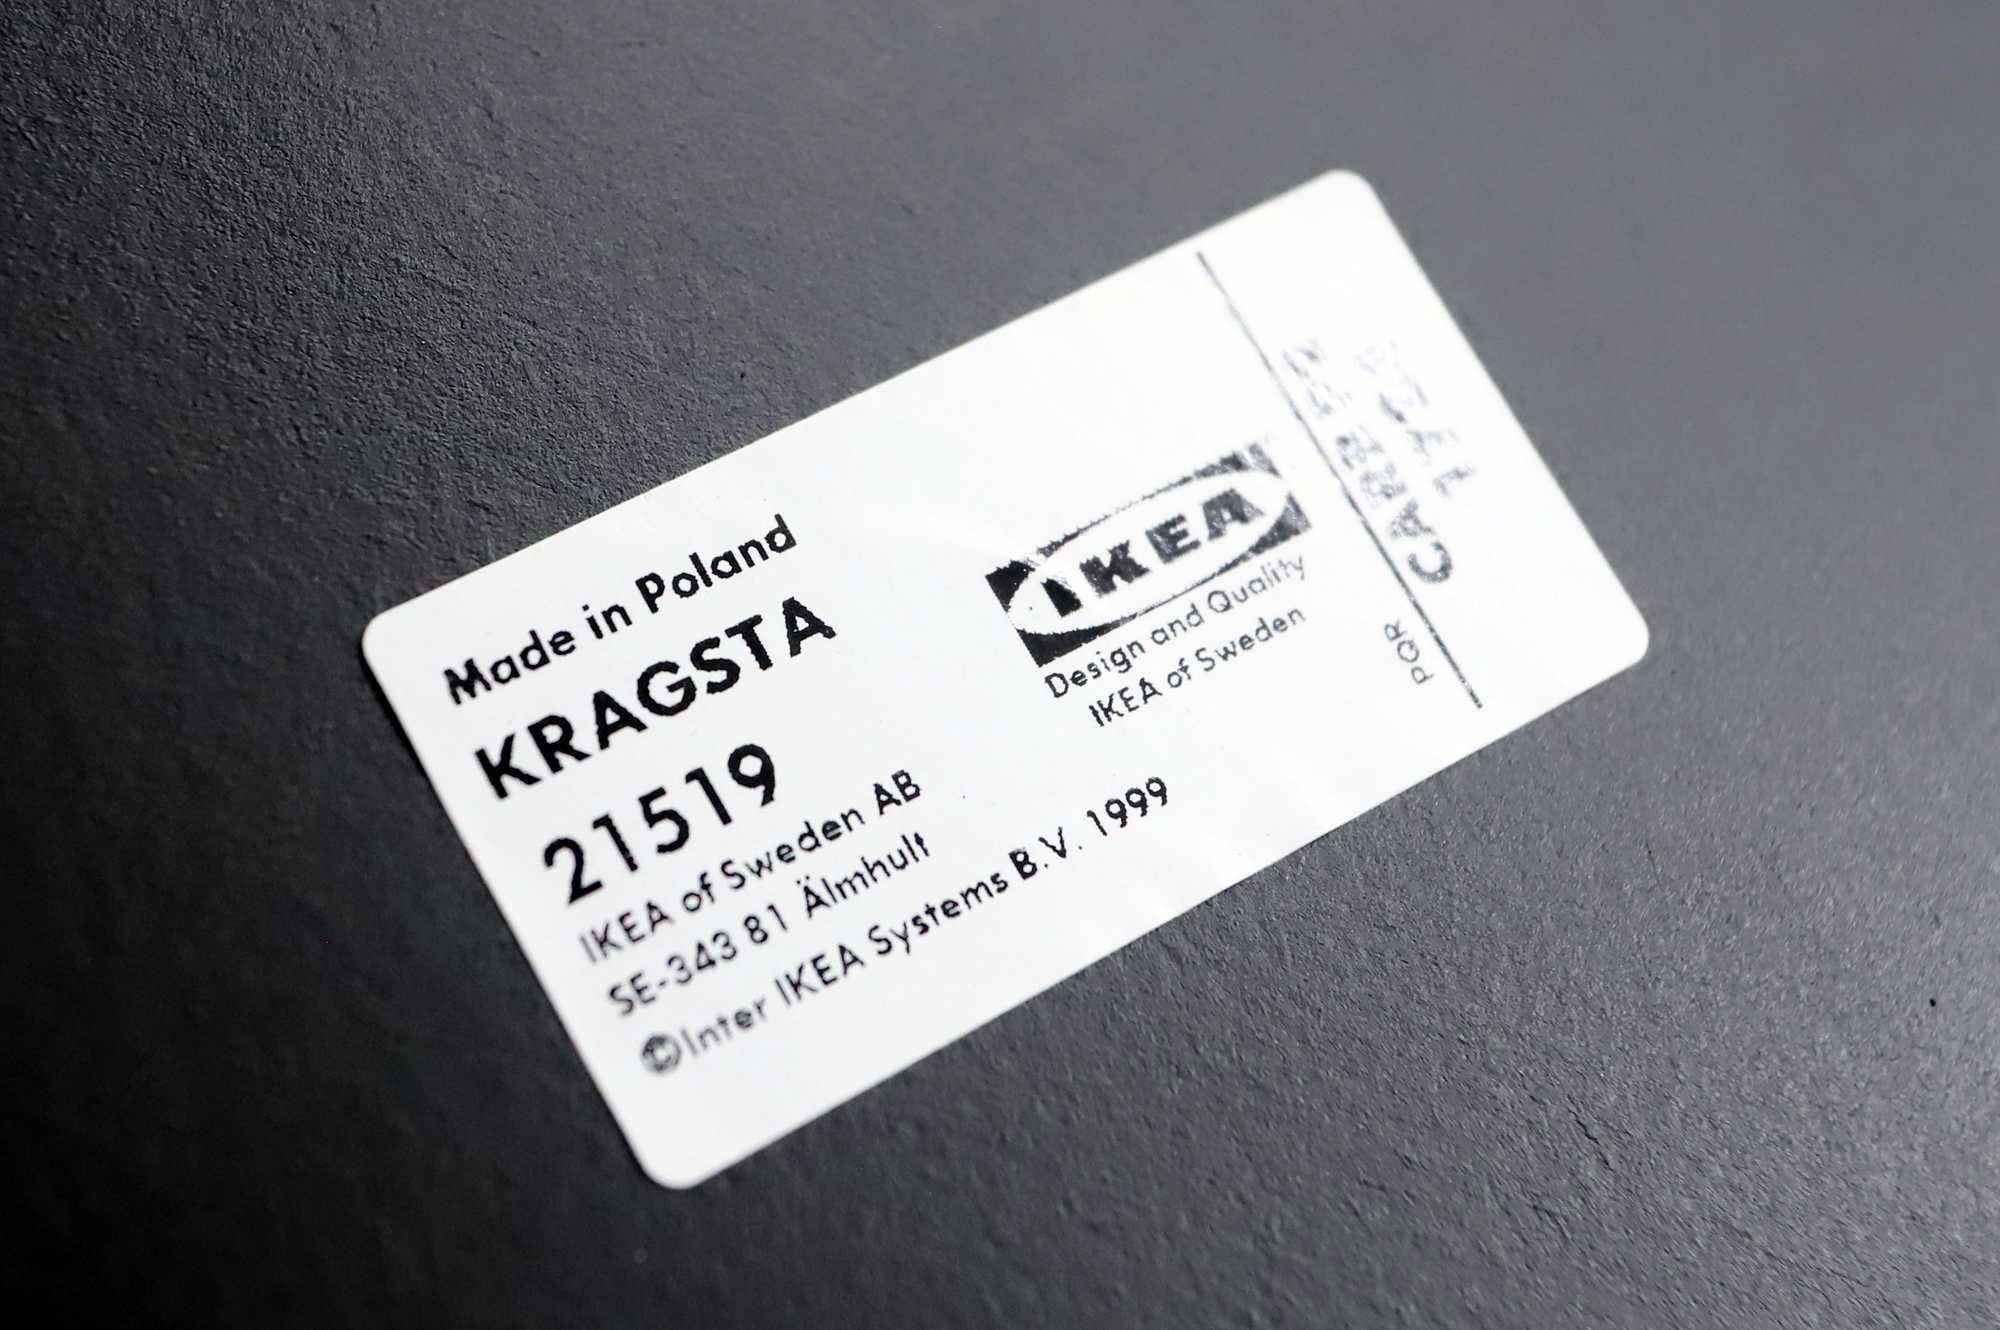 Made in Poland
KRAGSTA
21519
IKEA of Sweden AB
SE-343 81 Älmhult
©Inter IKEA Systems B.V. 1999
IKEA
Design and Quality
IKEA of Sweden
PQR